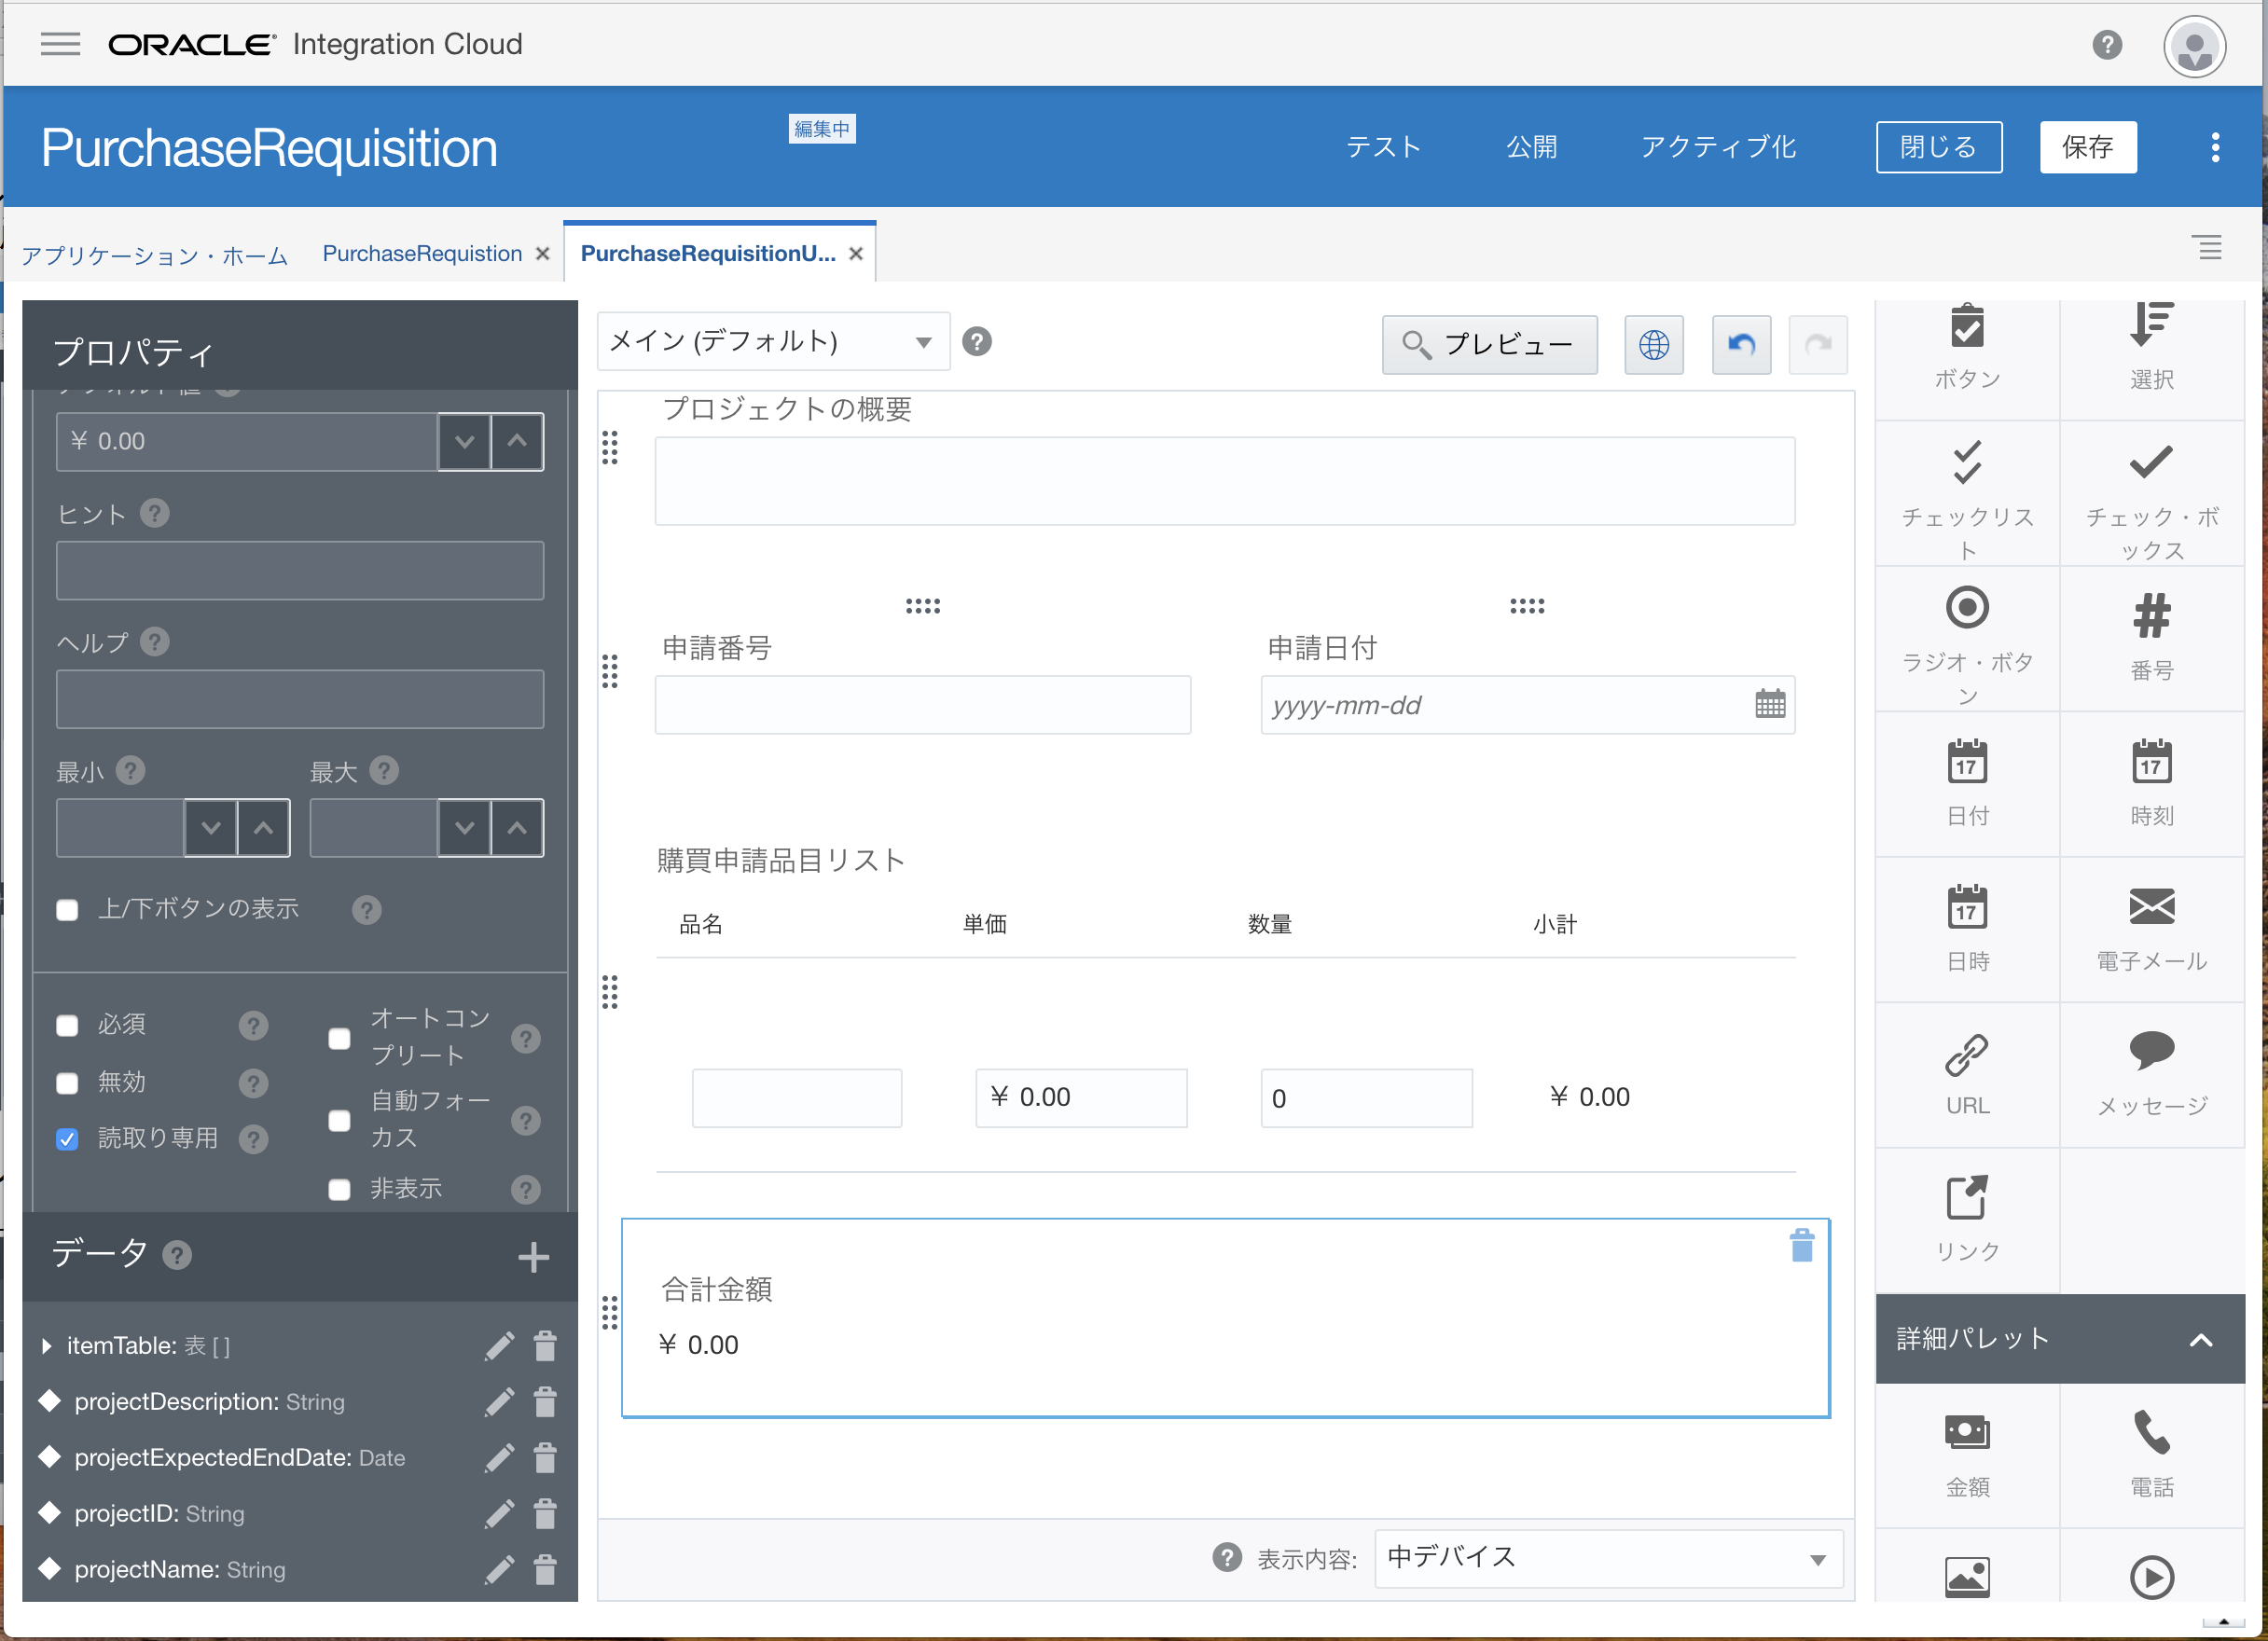 ORACLE Integration Cloud
PurchaseRequisition
編集中
テスト
公開
アクティブ化
閉じる
保存
アプリケーション・ホーム
PurchaseRequistion
PurchaseRequisitionU...
プロパティ
¥ 0.00
ヒント
ヘルプ
最小
最大
上/下ボタンの表示
必須
オートコン
プリート
無効
自動フォー
カス
読取り専用
非表示
データ
itemTable: 表 [ ]
projectDescription: String
projectExpectedEndDate: Date
projectID: String
projectName: String
メイン (デフォルト)
プレビュー
プロジェクトの概要
申請番号
申請日付
yyyy-mm-dd
購買申請品目リスト
品名
単価
数量
小計
¥ 0.00
0
¥ 0.00
合計金額
¥ 0.00
表示内容:
中デバイス
ボタン
選択
チェックリス
ト
チェック・ボ
ックス
ラジオ・ボタ
ン
番号
17
日付
17
時刻
17
日時
電子メール
URL
メッセージ
リンク
詳細パレット
金額
電話